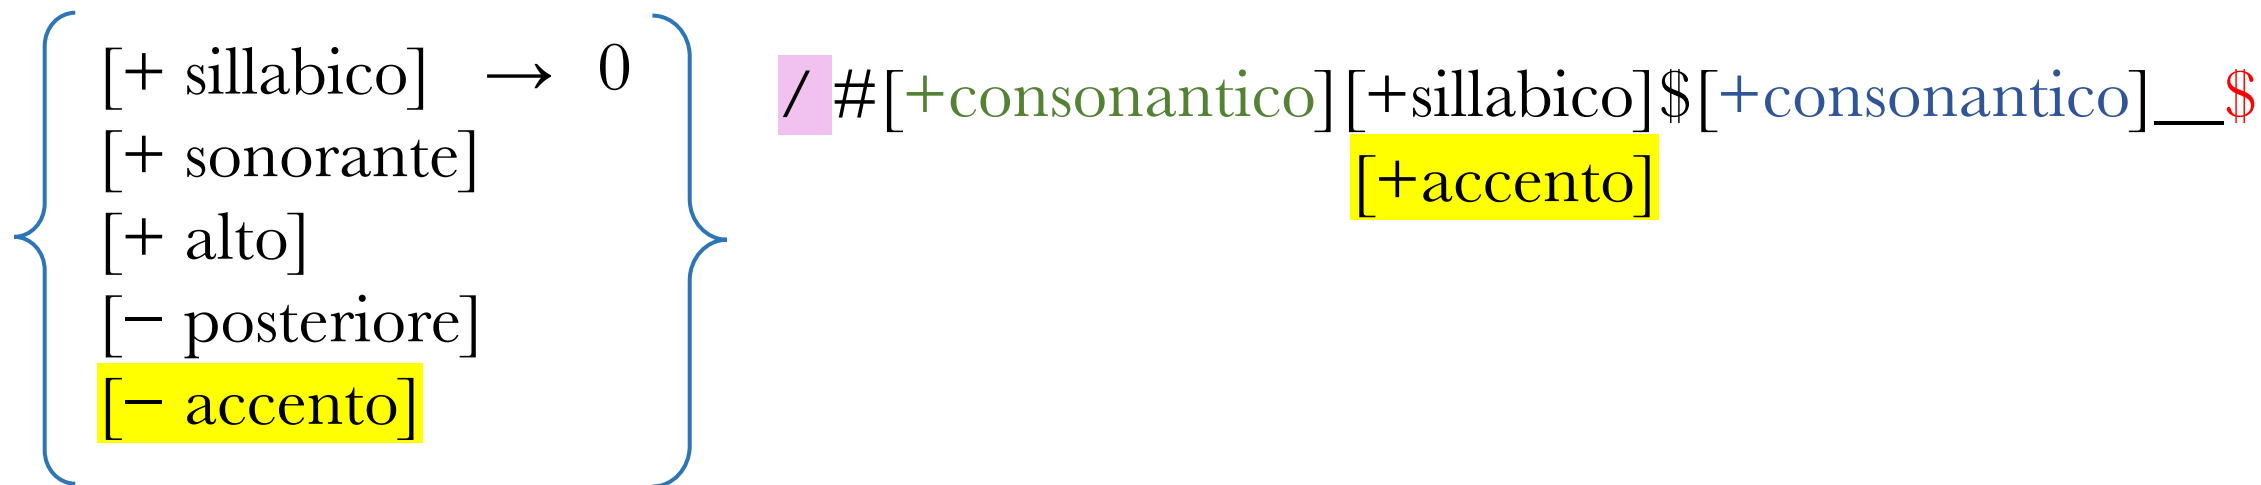 [+ sillabico] → 0
[+ sonorante]
[+ alto]
[− posteriore]
[− accento]
/ #[+consonantico][+sillabico]$[+consonantico]__$
[+accento]